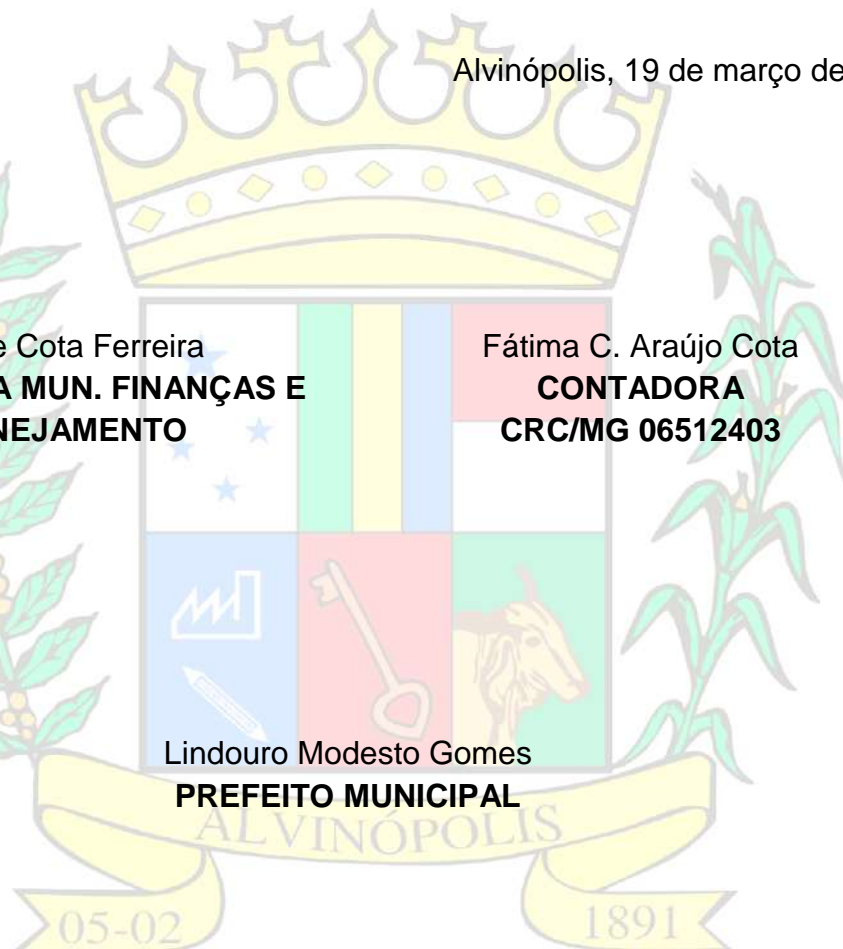 Alvinópolis, 19 de março de
e Cota Ferreira
A MUN. FINANÇAS E
NEJAMENTO
Fátima C. Araújo Cota
CONTADORA
CRC/MG 06512403
Lindouro Modesto Gomes
PREFEITO MUNICIPAL
ALVINÓPOLIS
05-02
1891